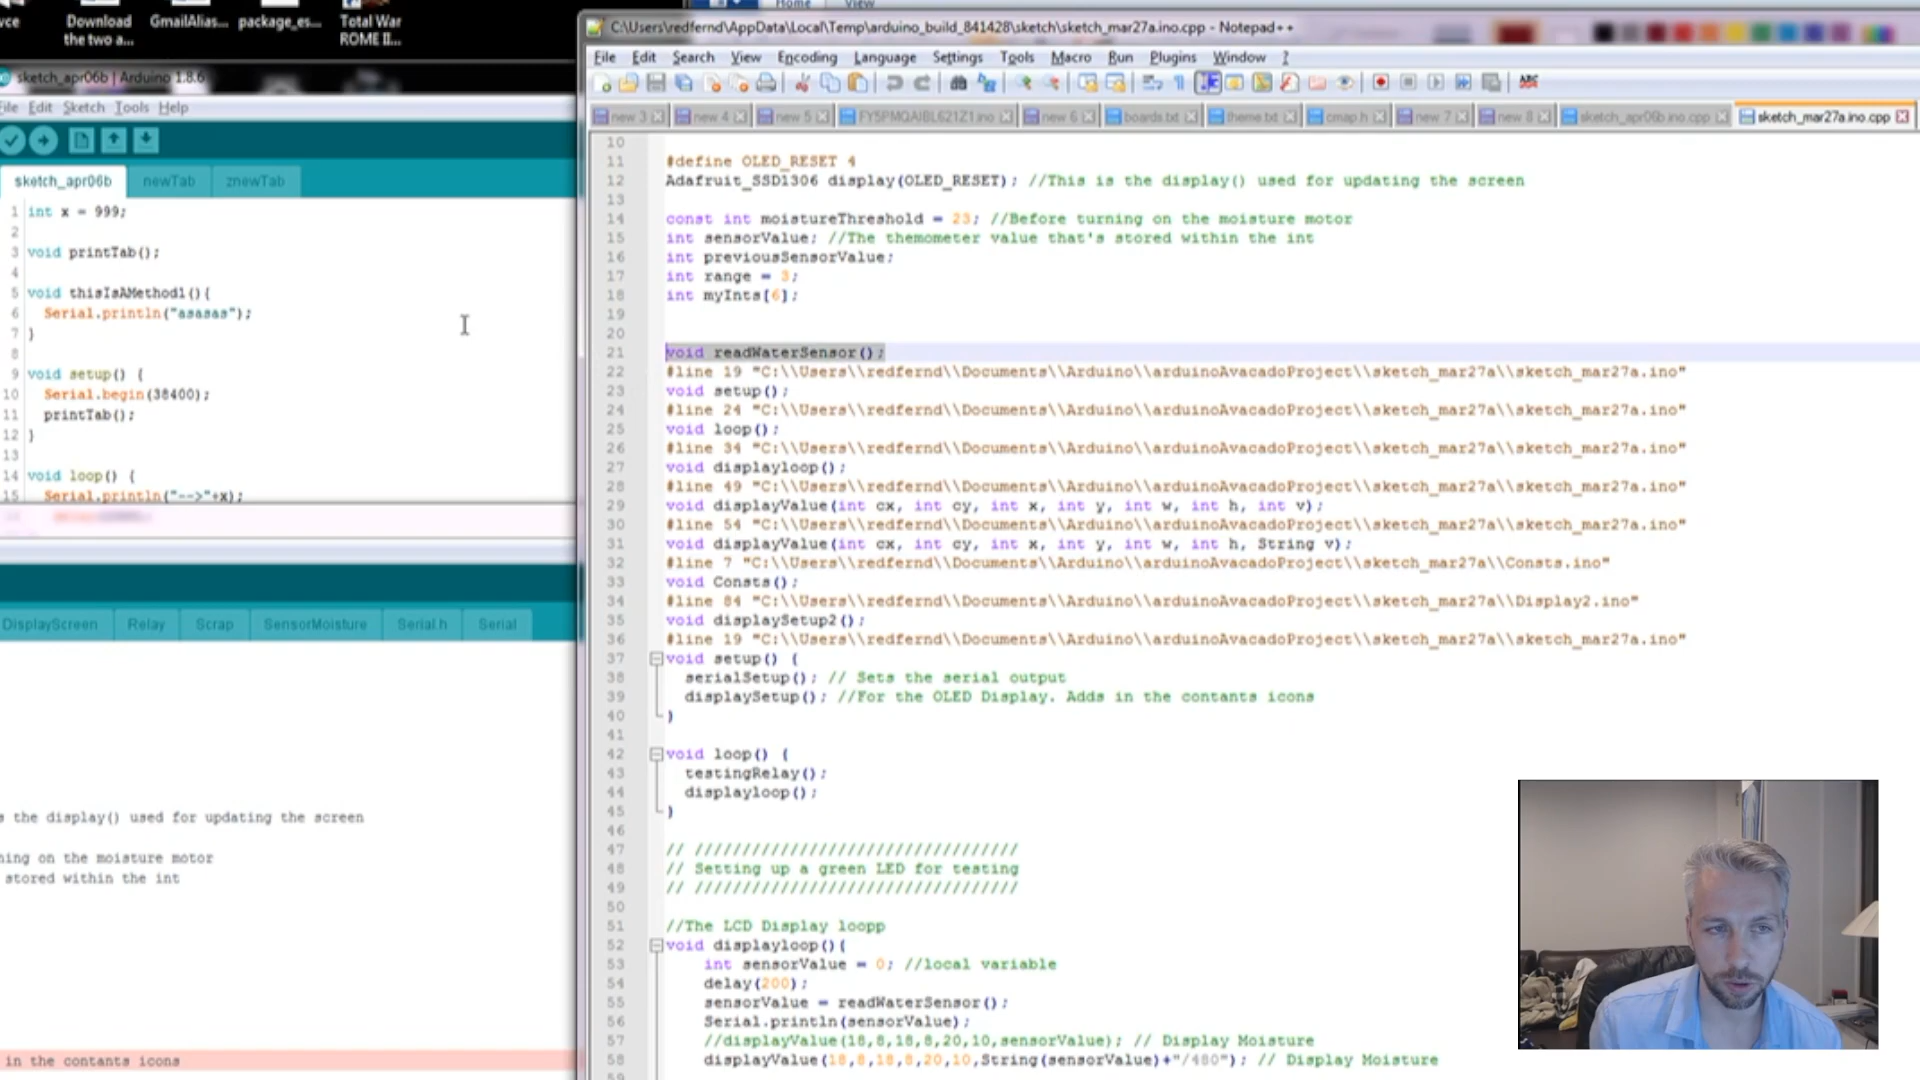 Download
the two a...
GmailAlias...
package_es...
Total War
ROME II...
Home View
sketch_apr06b | Arduino 1.8.6
File Edit Sketch Tools Help
sketch_apr06b newTab znewTab
1 int x = 999;
2
3 void printTab();
4
5 void thisIsAMethod1(){
6 Serial.println("asasas");
7 }
8
9 void setup() {
10 Serial.begin(38400);
11 printTab();
12 }
13
14 void loop() {
15 Serial.println("-->"+x);
DisplayScreen Relay Scrap SensorMoisture Serial.h Serial
s the display() used for updating the screen
ning on the moisture motor
stored within the int
in the contants icons
C:\Users\redfernd\AppData\Local\Temp\arduino_build_841428\sketch\sketch_mar27a.ino.cpp - Notepad++
File Edit Search View Encoding Language Settings Tools Macro Run Plugins Window ?
new 3 new 4 new 5 FY5PMQAIBL621Z1.ino new 6 boards.txt theme.txt cmap.h new 7 new 8 sketch_apr09b.ino.cpp sketch_mar27a.ino.cpp
10
11 #define OLED_RESET 4
12 Adafruit_SSD1306 display(OLED_RESET); //This is the display() used for updating the screen
13
14 const int moistureThreshold = 23; //Before turning on the moisture motor
15 int sensorValue; //The themometer value that's stored within the int
16 int previousSensorValue;
17 int range = 3;
18 int myInts[6];
19
20
21 void readWaterSensor();
22 #line 19 "C:\\Users\\redfernd\\Documents\\Arduino\\arduinoAvacadoProject\\sketch_mar27a\\sketch_mar27a.ino"
23 void setup();
24 #line 24 "C:\\Users\\redfernd\\Documents\\Arduino\\arduinoAvacadoProject\\sketch_mar27a\\sketch_mar27a.ino"
25 void loop();
26 #line 34 "C:\\Users\\redfernd\\Documents\\Arduino\\arduinoAvacadoProject\\sketch_mar27a\\sketch_mar27a.ino"
27 void displayloop();
28 #line 49 "C:\\Users\\redfernd\\Documents\\Arduino\\arduinoAvacadoProject\\sketch_mar27a\\sketch_mar27a.ino"
29 void displayValue(int cx, int cy, int x, int y, int w, int h, int v);
30 #line 54 "C:\\Users\\redfernd\\Documents\\Arduino\\arduinoAvacadoProject\\sketch_mar27a\\sketch_mar27a.ino"
31 void displayValue(int cx, int cy, int x, int y, int w, int h, String v);
32 #line 7 "C:\\Users\\redfernd\\Documents\\Arduino\\arduinoAvacadoProject\\sketch_mar27a\\Consts.ino"
33 void Consts();
34 #line 84 "C:\\Users\\redfernd\\Documents\\Arduino\\arduinoAvacadoProject\\sketch_mar27a\\Display2.ino"
35 void displaySetup2();
36 #line 19 "C:\\Users\\redfernd\\Documents\\Arduino\\arduinoAvacadoProject\\sketch_mar27a\\sketch_mar27a.ino"
37 void setup() {
38 serialSetup(); // Sets the serial output
39 displaySetup(); //For the OLED Display. Adds in the contants icons
40 }
41
42 void loop() {
43 testingRelay();
44 displayloop();
45 }
46
47 // //////////////////////////////////
48 // Setting up a green LED for testing
49 // //////////////////////////////////
50
51 //The LCD Display loopp
52 void displayloop(){
53 int sensorValue = 0; //local variable
54 delay(200);
55 sensorValue = readWaterSensor();
56 Serial.println(sensorValue);
57 //displayValue(18,8,18,8,20,10,sensorValue); // Display Moisture
58 displayValue(18,8,18,8,20,10,String(sensorValue)+"/480"); // Display Moisture
59